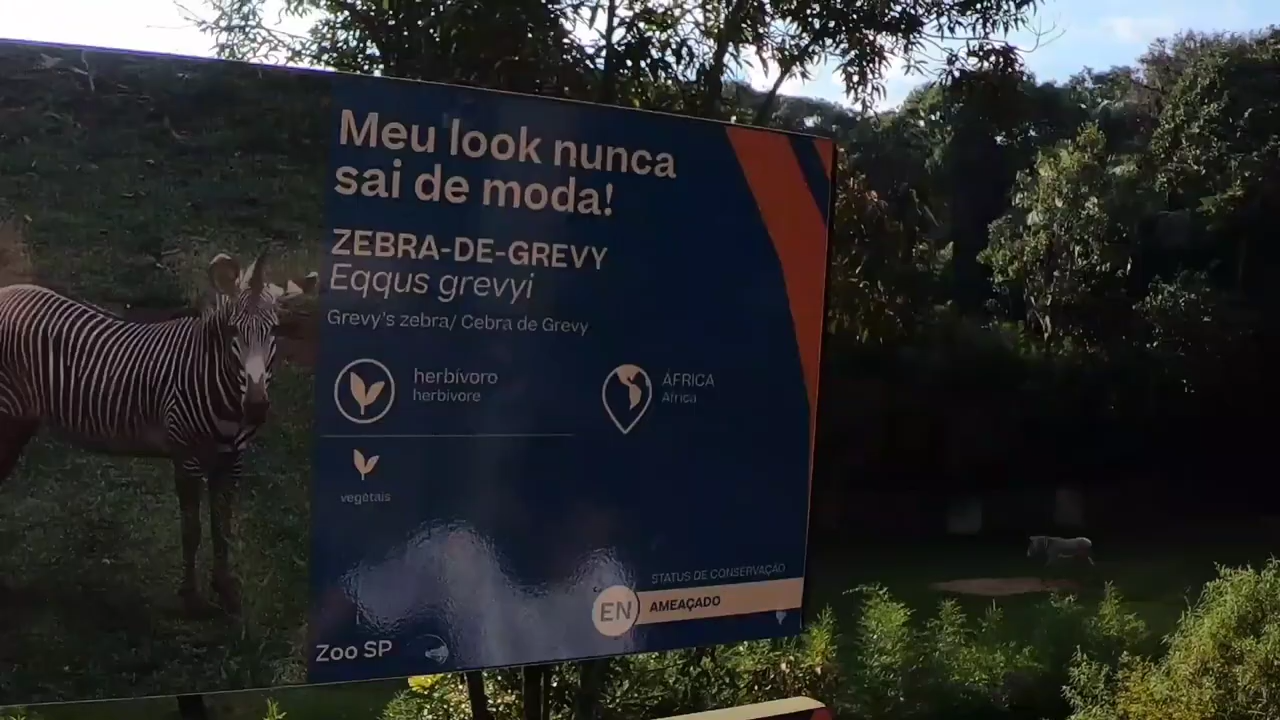 Meu look nunca
sai de moda!
ZEBRA-DE-GREVY
Eqqus grevyi
Grevy's zebra/ Cebra de Grevy
herbívoro
herbivore
ÁFRICA
Africa
vegetais
STATUS DE CONSERVAÇÃO
EN AMEAÇADO
Zoo SP